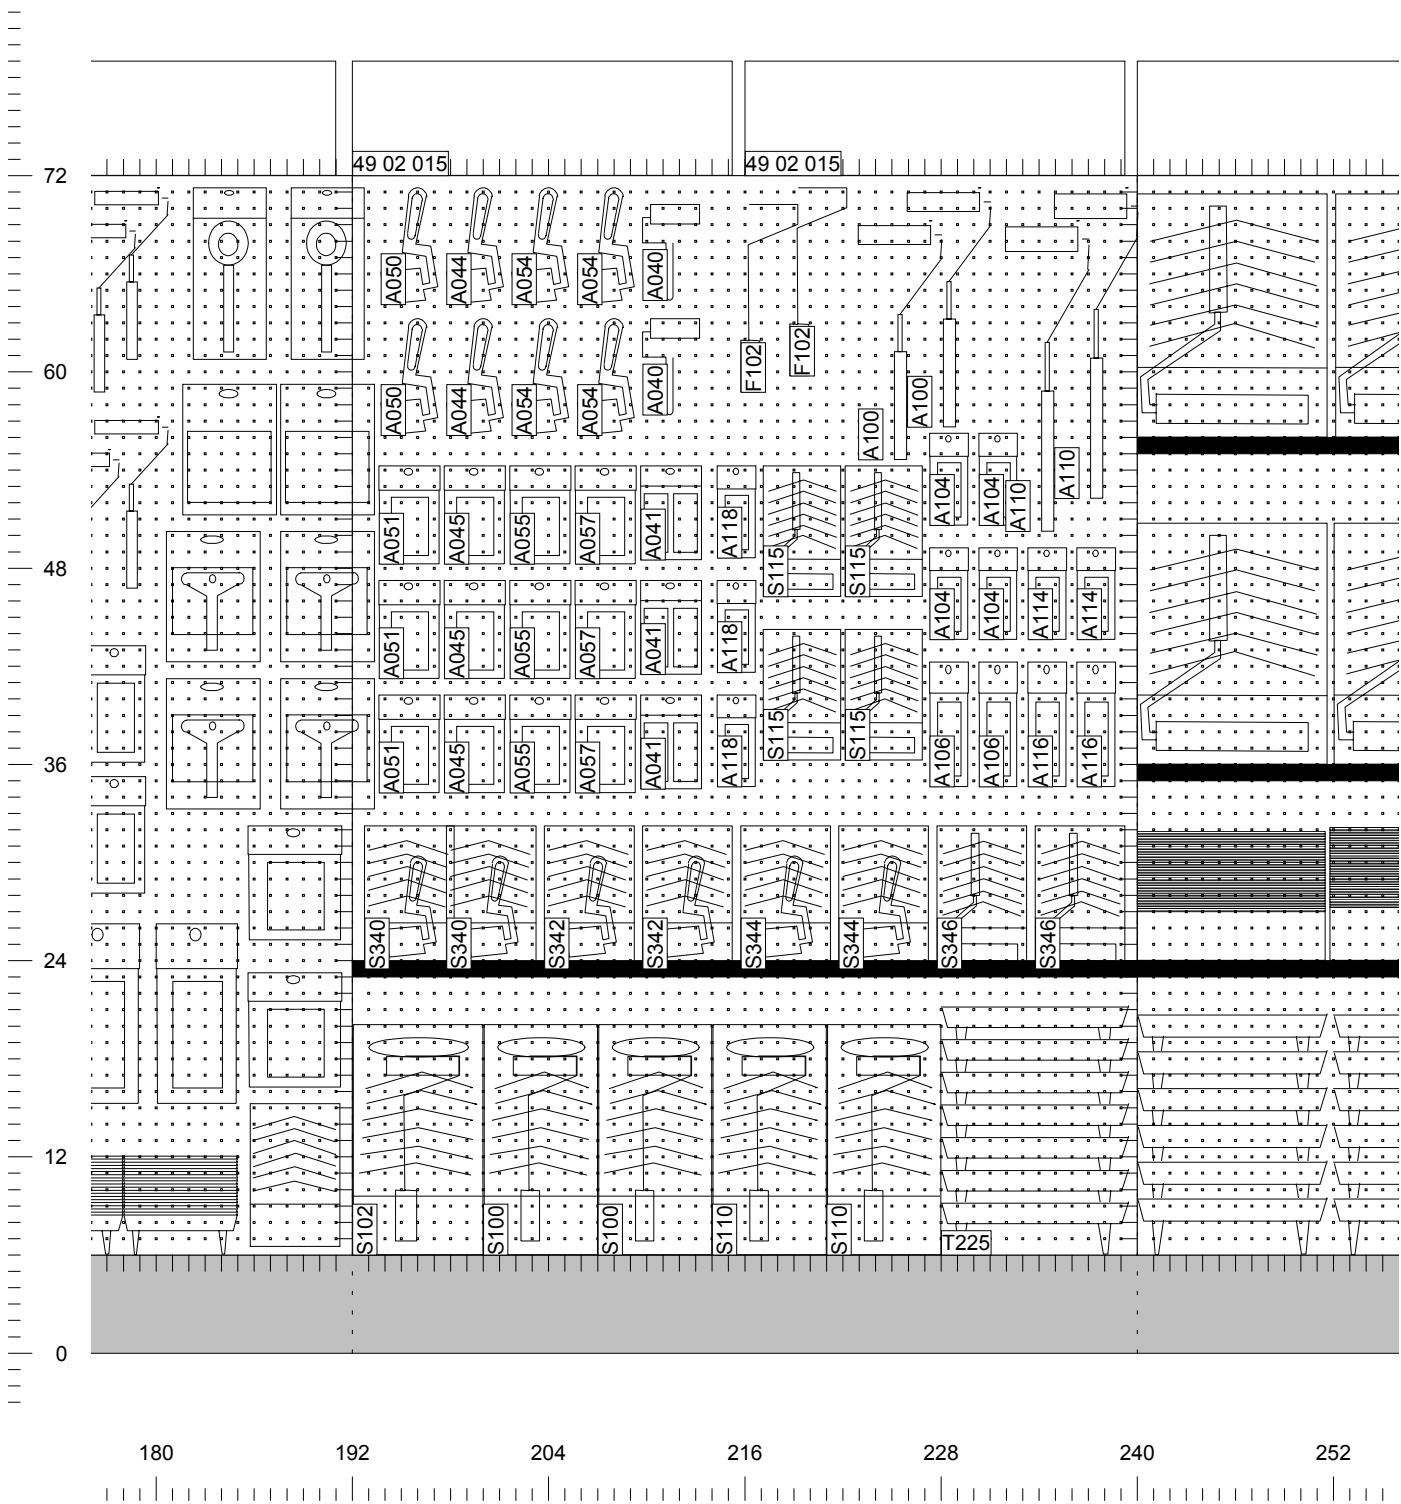 49 02 015 49 02 015
72
A050 A044 A054 A054 A040
F102 F102
60
A050 A044 A054 A054 A040 A100 A100
A110 A110
A051 A045 A055 A057 A041 A118 S115 S115 A104 A104
48
A051 A045 A055 A057 A041 A118 A104 A104 A114 A114
36
A051 A045 A055 A057 A041 A118 S115 S115 A106 A106 A116 A116
S340 S340 S342 S342 S344 S344 S346 S346
24
12
S102 S100 S100 S110 S110 T225
0
180 192 204 216 228 240 252